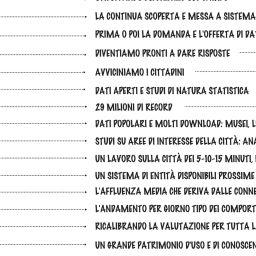 LA CONTINUA SCOPERTA E MESSA A SISTEMA
PRIMA O POI LA DOMANDA E L'OFFERTA DI DA
DIVENTIAMO PRONTI A DARE RISPOSTE
AVVICINIAMO I CITTADINI
DATI APERTI E STUDI DI NATURA STATISTICA
29 MILIONI DI RECORD
DATI POPOLARI E MOLTI DOWNLOAD: MUSEI, L
STUDI SU AREE DI INTERESSE DELLA CITTÀ: AN
UN LAVORO SULLA CITTÀ DEI 5-10-15 MINUTI,
UN SISTEMA DI ENTITÀ DISPONIBILI PROSSIME
L'AFFLUENZA MEDIA CHE DERIVA DALLE CONNE
L'ANDAMENTO PER GIORNO TIPO DEI COMPORT
RICALIBRANDO LA VALUTAZIONE PER TUTTA L
UN GRANDE PATRIMONIO D'USO E DI CONOSCEN